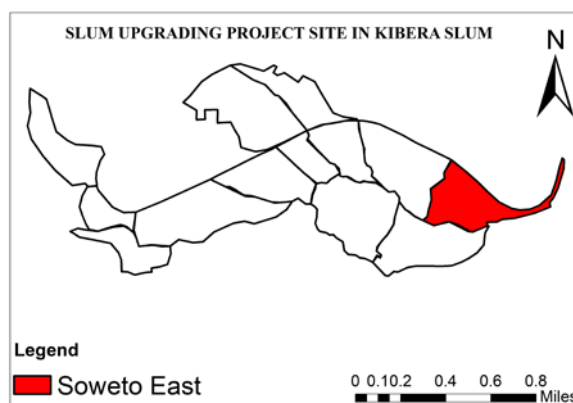 SLUM UPGRADING PROJECT SITE IN KIBERA SLUM
N
Legend
Soweto East
0 0.10.2 0.4 0.6 0.8
Miles